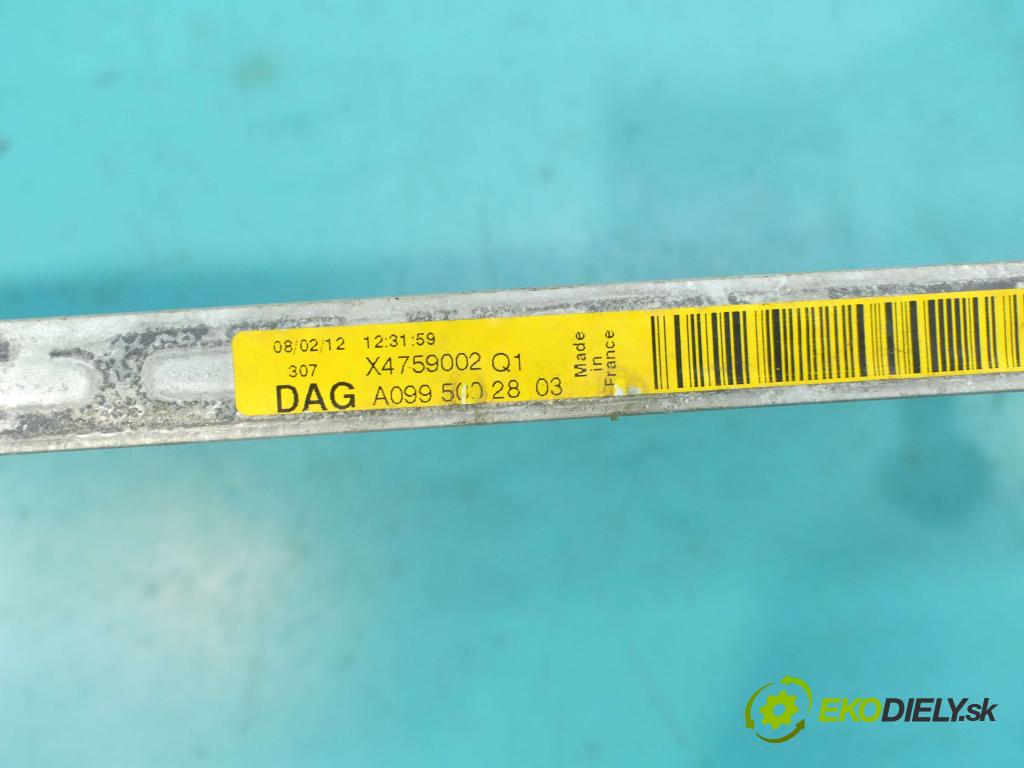 08/02/12 12:31:59
307 X4759002 Q1
DAG A099 500 28 03
Made
in
France
EKODIELY.sk